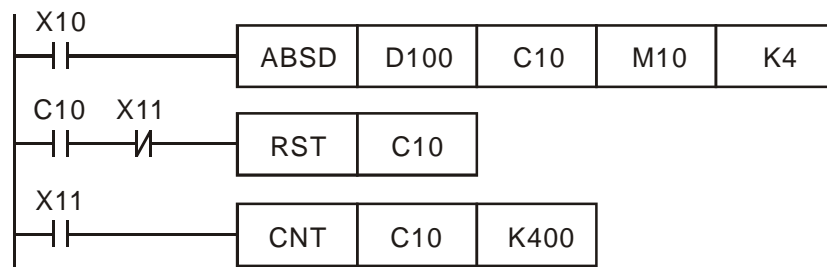 X10
ABSD D100 C10 M10 K4
C10 X11
RST C10
X11
CNT C10 K400